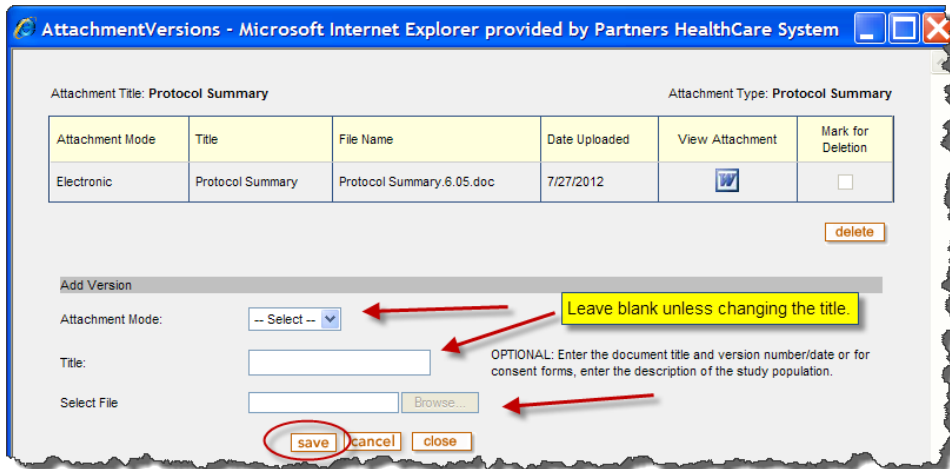 AttachmentVersions - Microsoft Internet Explorer provided by Partners HealthCare System
Attachment Title: Protocol Summary Attachment Type: Protocol Summary
Attachment Mode Title File Name Date Uploaded View Attachment Mark for
Deletion
Electronic Protocol Summary Protocol Summary.6.05.doc 7/27/2012 W
delete
Add Version
Attachment Mode: -- Select -- Leave blank unless changing the title.
Title: OPTIONAL: Enter the document title and version number/date or for
consent forms, enter the description of the study population.
Select File Browse...
save cancel close